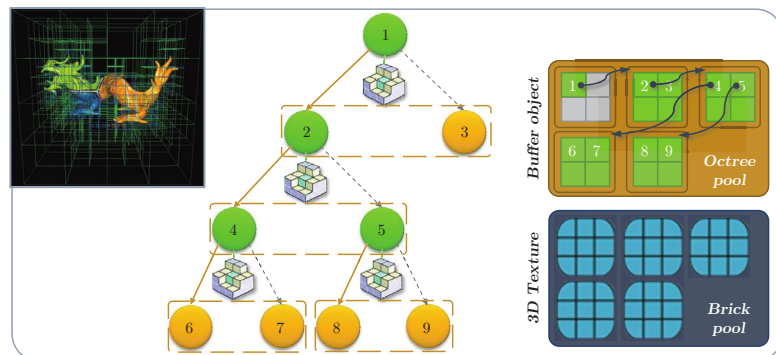 1
2
3
4
5
6
7
8
9
Buffer object
1
2 3
4 5
6 7
8 9
Octree
pool
3D Texture
Brick
pool